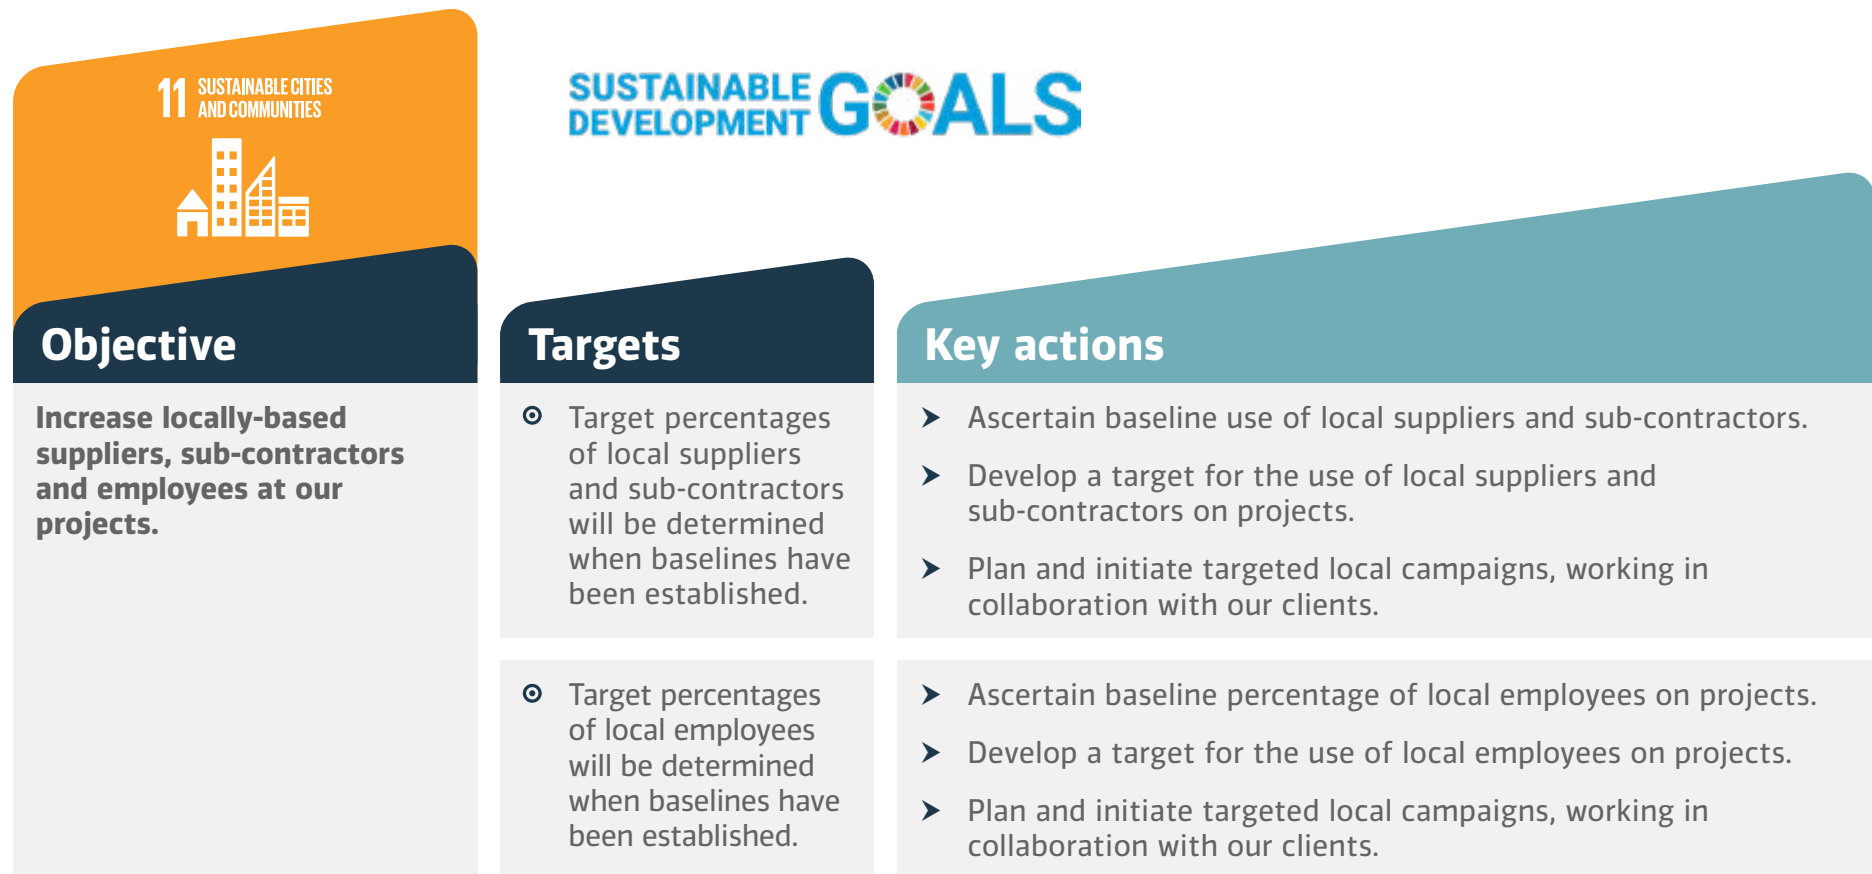 11 SUSTAINABLE CITIES
AND COMMUNITIES
SUSTAINABLE
DEVELOPMENT
GOALS
Objective
Increase locally-based
suppliers, sub-contractors
and employees at our
projects.
Targets
Target percentages
of local suppliers
and sub-contractors
will be determined
when baselines have
been established.
Target percentages
of local employees
will be determined
when baselines have
been established.
Key actions
Ascertain baseline use of local suppliers and sub-contractors.
Develop a target for the use of local suppliers and
sub-contractors on projects.
Plan and initiate targeted local campaigns, working in
collaboration with our clients.
Ascertain baseline percentage of local employees on projects.
Develop a target for the use of local employees on projects.
Plan and initiate targeted local campaigns, working in
collaboration with our clients.